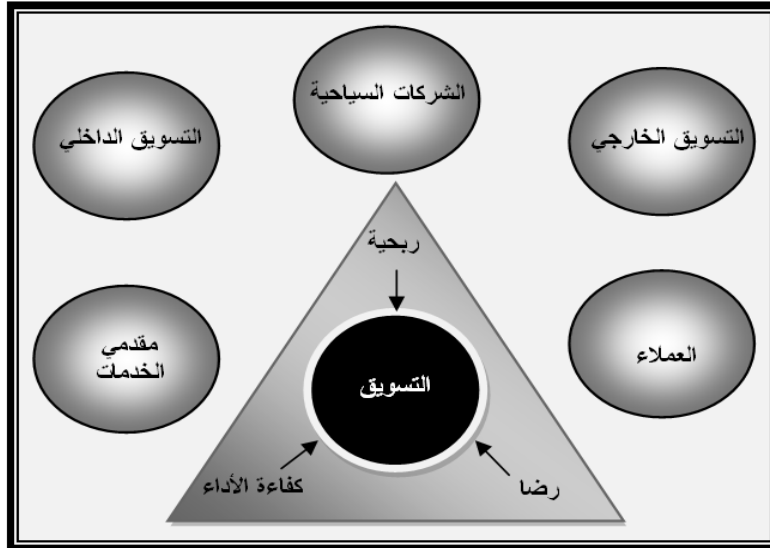 الشركات السياحية
التسويق الخارجي
التسويق الداخلي
ربحية
العملاء
مقدمي
الخدمات
التسويق
رضا
كفاءة الأداء